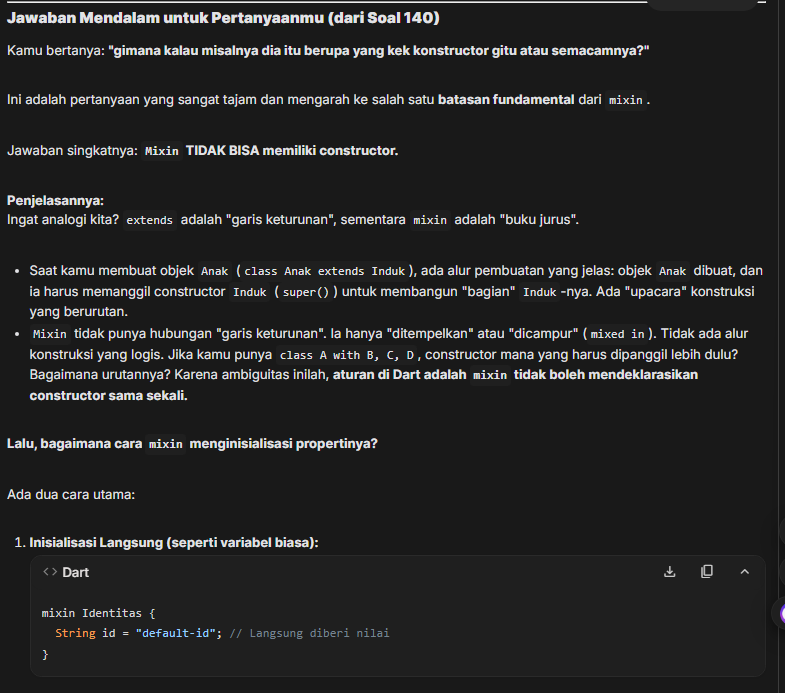 Jawaban Mendalam untuk Pertanyaanmu (dari Soal 140)
Kamu bertanya: "gimana kalau misalnya dia itu berupa yang kek konstructor gitu atau semacamnya?"
Ini adalah pertanyaan yang sangat tajam dan mengarah ke salah satu batasan fundamental dari mixin.
Jawaban singkatnya: Mixin TIDAK BISA memiliki constructor.
Penjelasannya:
Ingat analogi kita? extends adalah "garis keturunan", sementara mixin adalah "buku jurus".
• Saat kamu membuat objek Anak (class Anak extends Induk), ada alur pembuatan yang jelas: objek Anak dibuat, dan
ia harus memanggil constructor Induk (super()) untuk membangun "bagian" Induk-nya. Ada "upacara" konstruksi
yang berurutan.
• Mixin tidak punya hubungan "garis keturunan". Ia hanya "ditempelkan" atau "dicampur" (mixed in). Tidak ada alur
konstruksi yang logis. Jika kamu punya class A with B, C, D, constructor mana yang harus dipanggil lebih dulu?
Bagaimana urutannya? Karena ambiguitas inilah, aturan di Dart adalah mixin tidak boleh mendeklarasikan
constructor sama sekali.
Lalu, bagaimana cara mixin menginisialisasi propertinya?
Ada dua cara utama:
1. Inisialisasi Langsung (seperti variabel biasa):
<> Dart
mixin Identitas {
String id = "default-id"; // Langsung diberi nilai
}